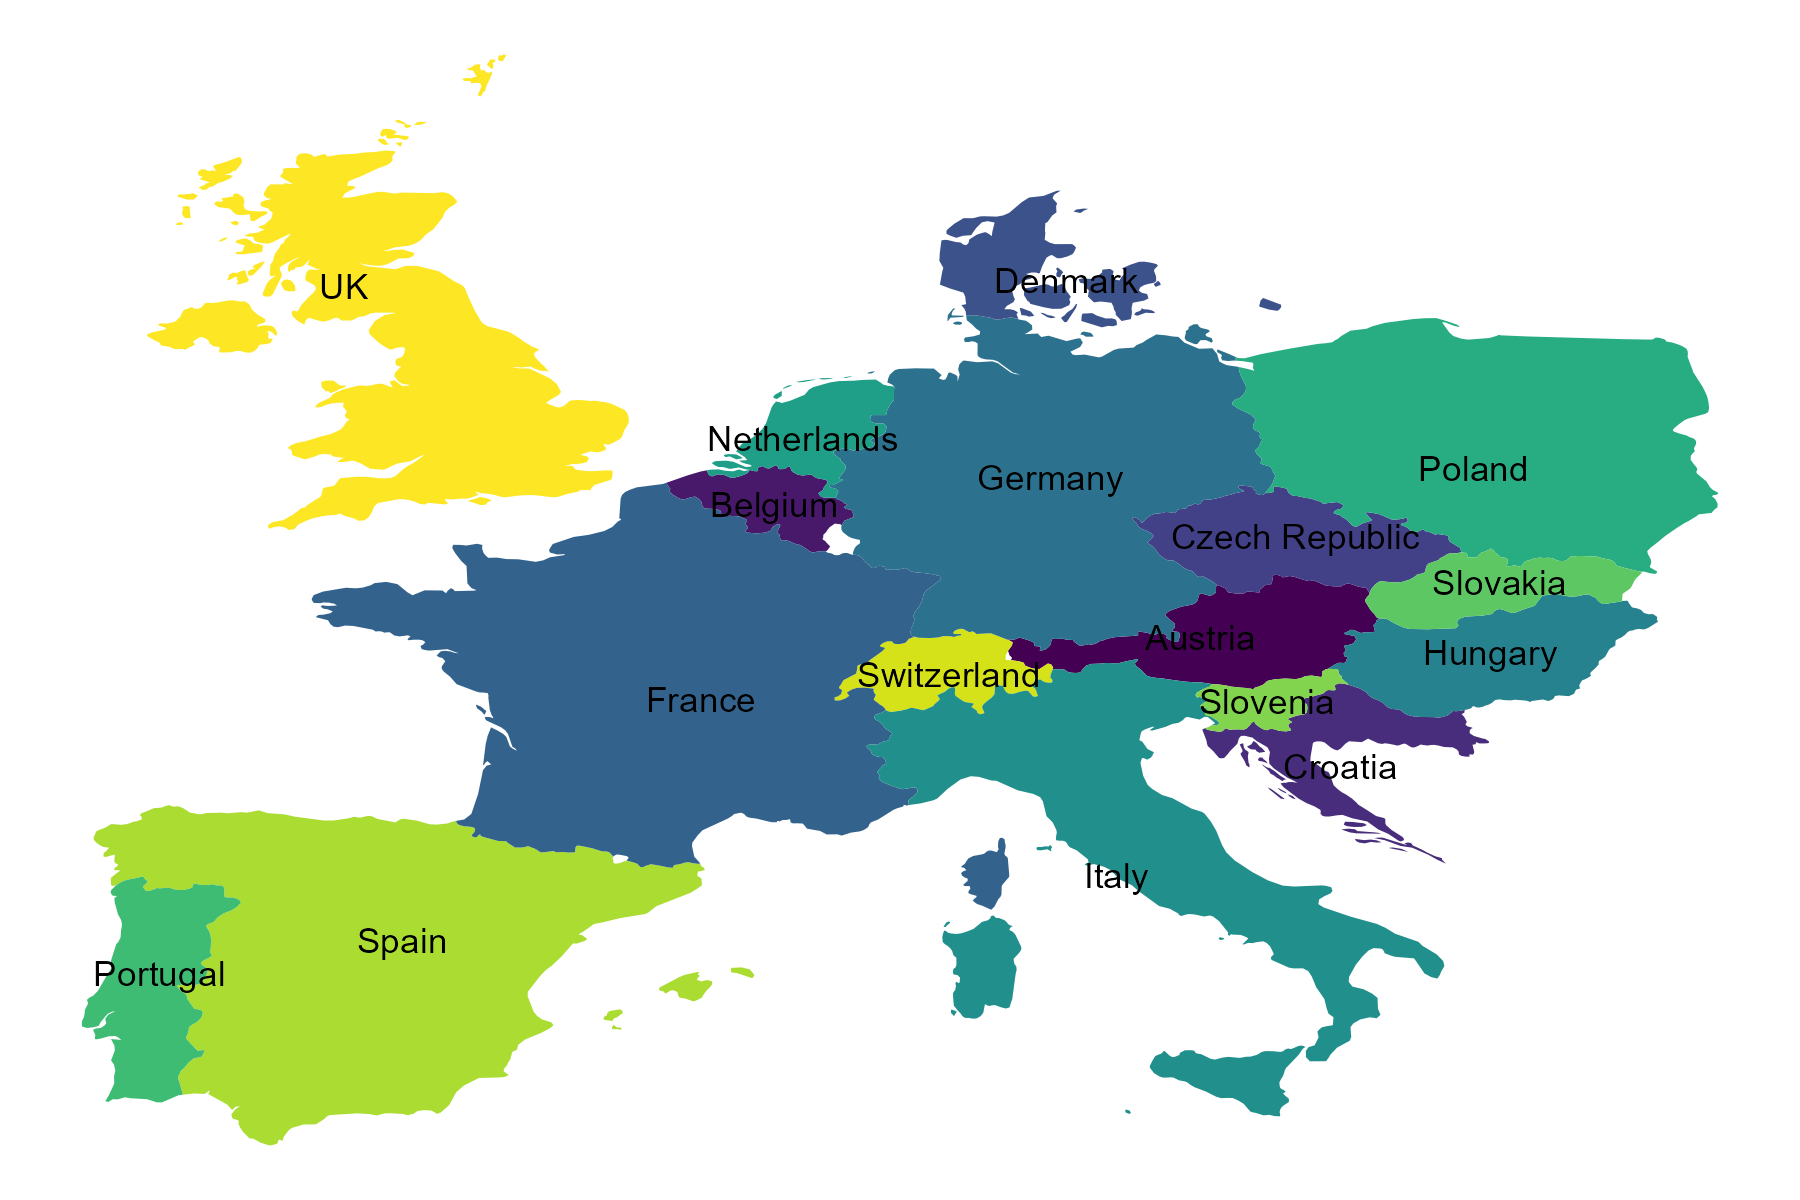 UK
Denmark
Netherlands
Poland
Germany
Belgium
Czech Republic
Slovakia
Austria
Hungary
Switzerland
France
Slovenia
Croatia
Italy
Spain
Portugal